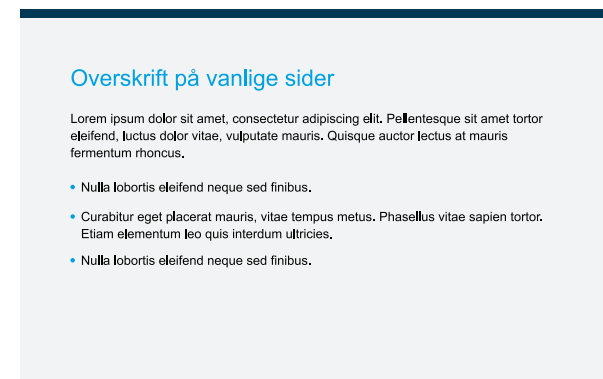 Overskrift på vanlige sider
Lorem ipsum dolor sit amet, consectetur adipiscing elit. Pellentesque sit amet tortor
eleifend, luctus dolor vitae, vulputate mauris. Quisque auctor lectus at mauris
fermentum rhoncus.
• Nulla lobortis eleifend neque sed finibus.
• Curabitur eget placerat mauris, vitae tempus metus. Phasellus vitae sapien tortor.
Etiam elementum leo quis interdum ultricies.
• Nulla lobortis eleifend neque sed finibus.